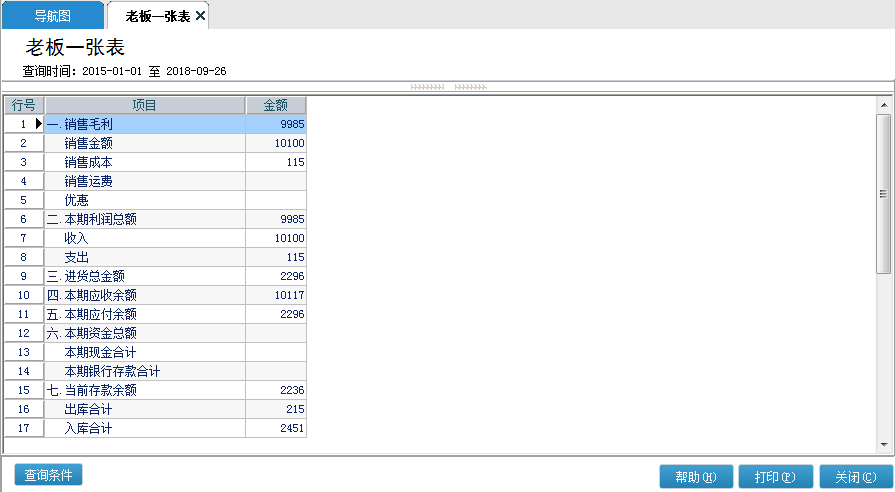 导航图 老板一张表
老板一张表
查询时间: 2015-01-01 至 2018-09-26
行号 项目 金额
1 一.销售毛利 9985
2 销售金额 10100
3 销售成本 115
4 销售运费
5 优惠
6 二.本期利润总额 9985
7 收入 10100
8 支出 115
9 三.进货总金额 2296
10 四.本期应收余额 10117
11 五.本期应付余额 2296
12 六.本期资金总额
13 本期现金合计
14 本期银行存款合计
15 七.当前存款余额 2236
16 出库合计 215
17 入库合计 2451
查询条件 帮助(H) 打印(P) 关闭(C)